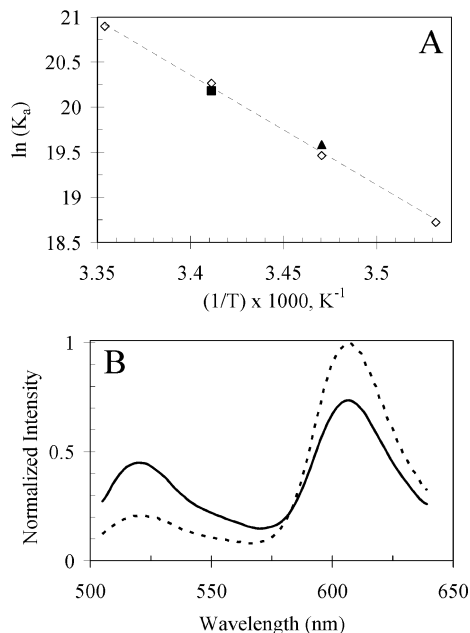 A
ln (Ka)
21
20.5
20
19.5
19
18.5
3.35 3.4 3.45 3.5
(1/T) x 1000, K-1
B
Normalized Intensity
1
0.5
0
500 550 600 650
Wavelength (nm)